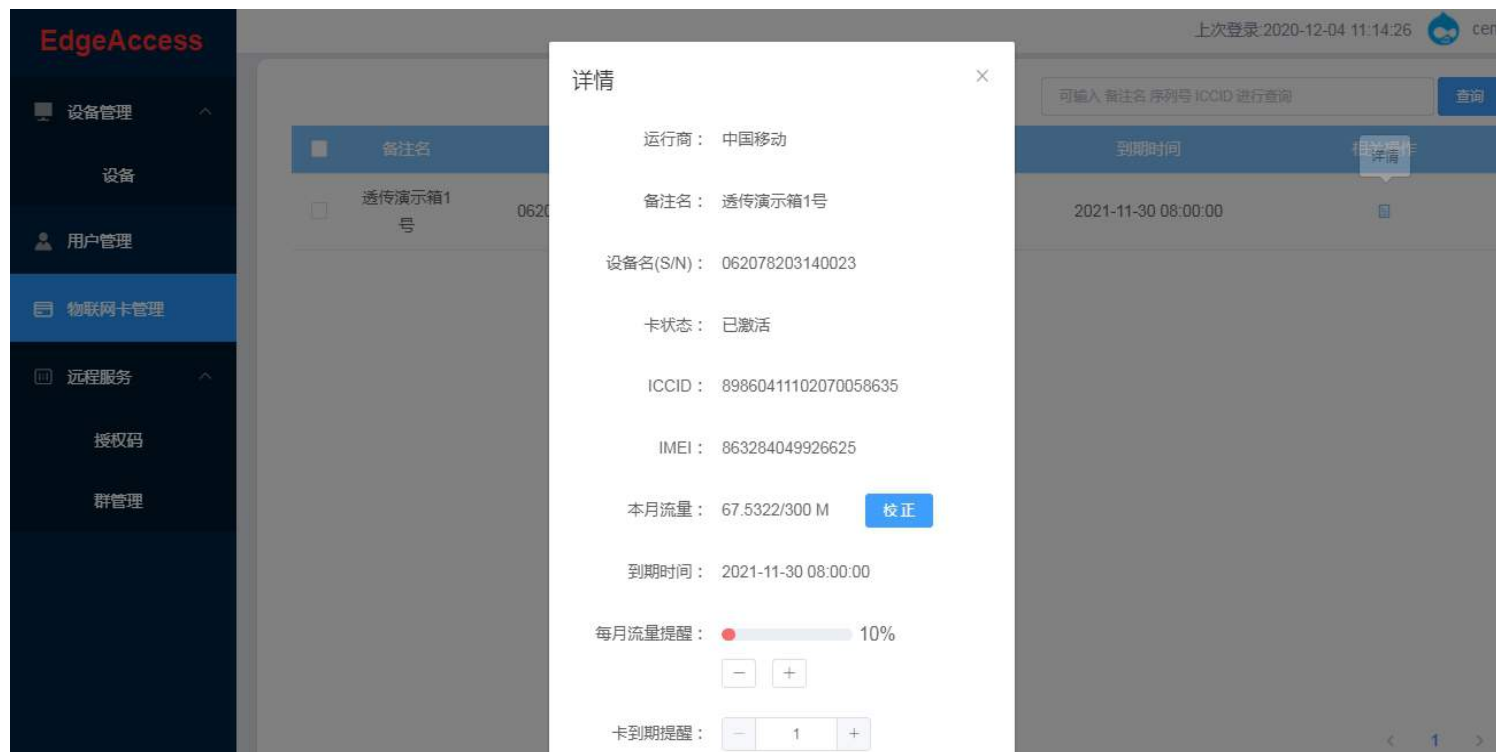 EdgeAccess
上次登录:2020-12-04 11:14:26
cen
设备管理
设备
用户管理
物联网卡管理
远程服务
授权码
群管理
可输入 备注名 序列号 ICCID 进行查询
查询
备注名
到期时间
详情
透传演示箱1
号
0620
2021-11-30 08:00:00
详情
运行商： 中国移动
备注名： 透传演示箱1号
设备名(S/N)： 062078203140023
卡状态： 已激活
ICCID： 89860411102070058635
IMEI： 863284049926625
本月流量： 67.5322/300 M 校正
到期时间： 2021-11-30 08:00:00
每月流量提醒： 10%
− +
卡到期提醒： − 1 +
< 1 >